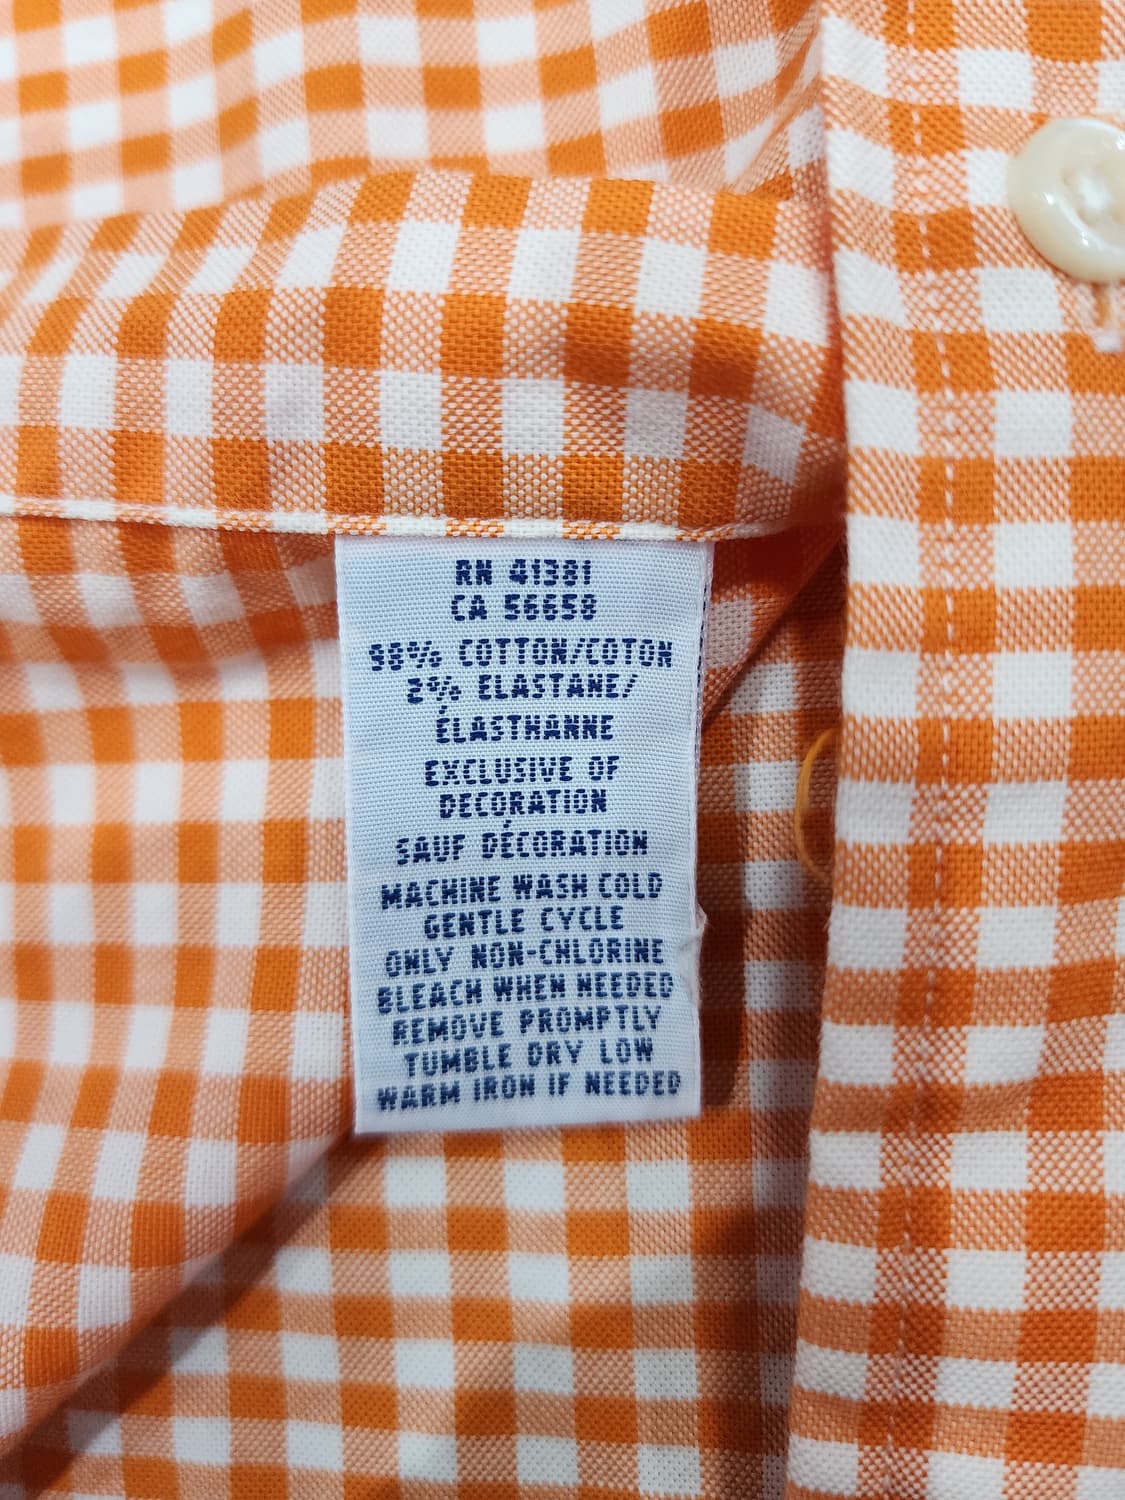 RN 41381
CA 56658
98% COTTON/COTON
2% ELASTANE/
ÉLASTHANNE
EXCLUSIVE OF
DECORATION
SAUF DÉCORATION
MACHINE WASH COLD
GENTLE CYCLE
ONLY NON-CHLORINE
BLEACH WHEN NEEDED
REMOVE PROMPTLY
TUMBLE DRY LOW
WARM IRON IF NEEDED